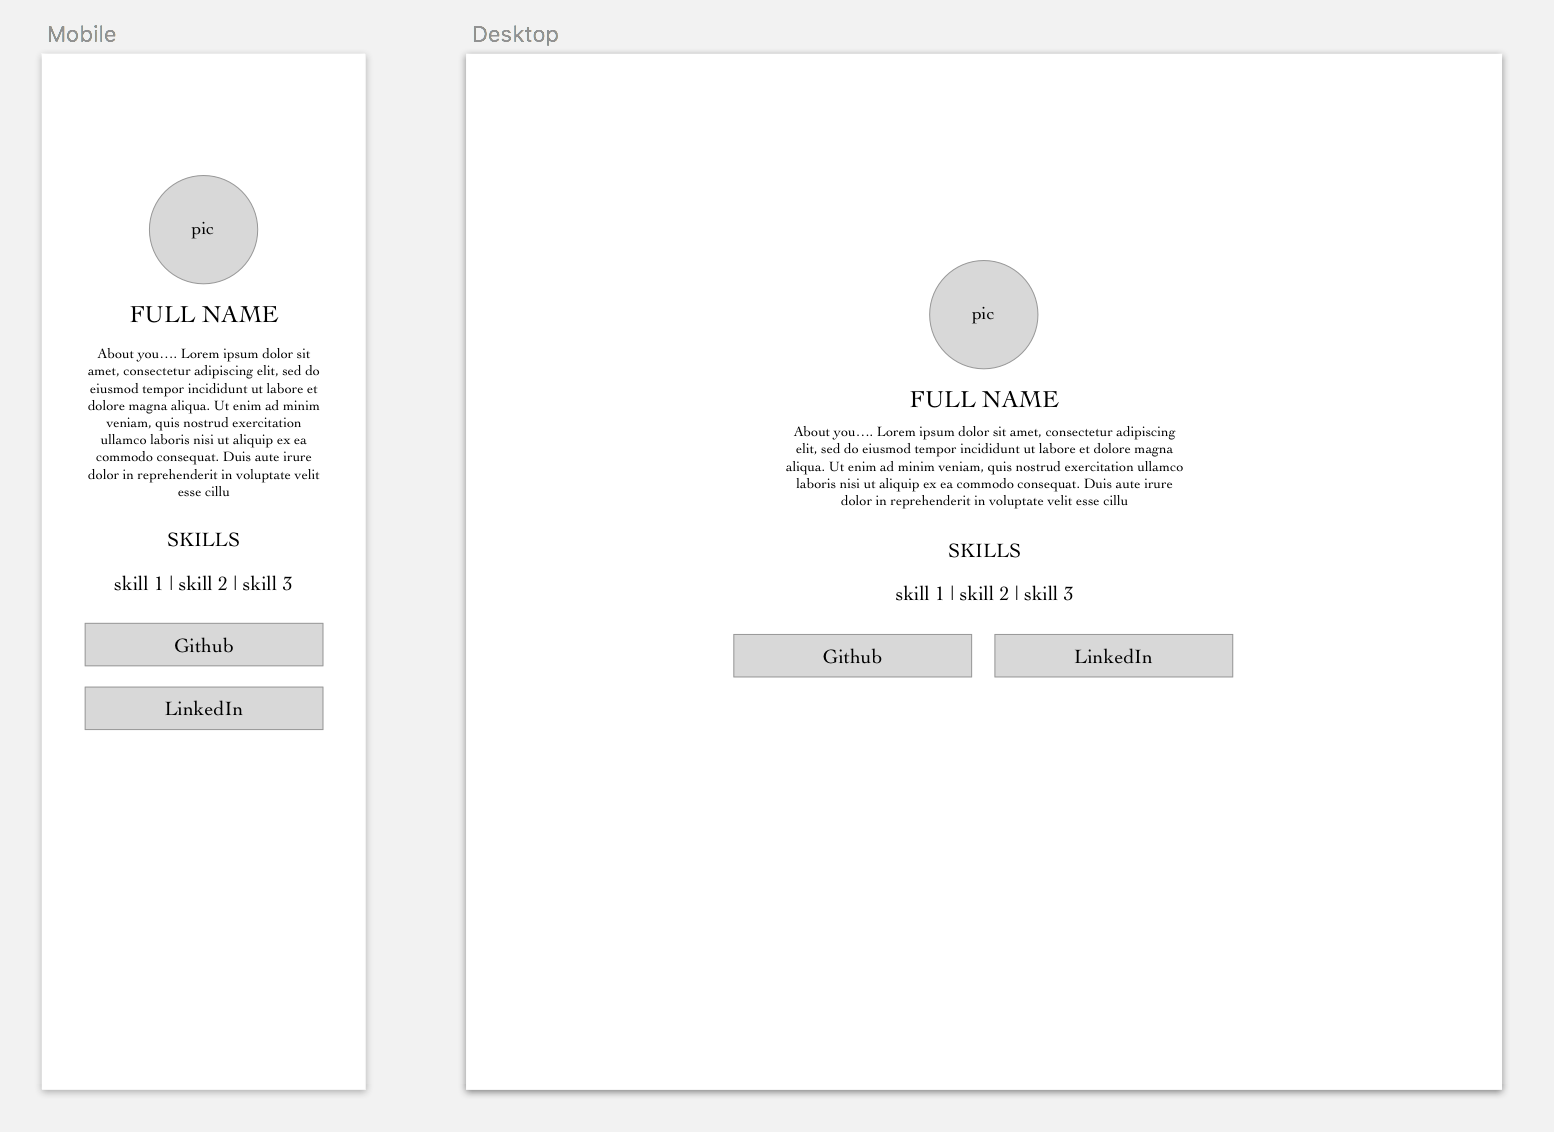 Mobile
pic
FULL NAME
About you…. Lorem ipsum dolor sit
amet, consectetur adipiscing elit, sed do
eiusmod tempor incididunt ut labore et
dolore magna aliqua. Ut enim ad minim
veniam, quis nostrud exercitation
ullamco laboris nisi ut aliquip ex ea
commodo consequat. Duis aute irure
dolor in reprehenderit in voluptate velit
esse cillu
SKILLS
skill 1 | skill 2 | skill 3
Github
LinkedIn
Desktop
pic
FULL NAME
About you…. Lorem ipsum dolor sit amet, consectetur adipiscing
elit, sed do eiusmod tempor incididunt ut labore et dolore magna
aliqua. Ut enim ad minim veniam, quis nostrud exercitation ullamco
laboris nisi ut aliquip ex ea commodo consequat. Duis aute irure
dolor in reprehenderit in voluptate velit esse cillu
SKILLS
skill 1 | skill 2 | skill 3
Github
LinkedIn